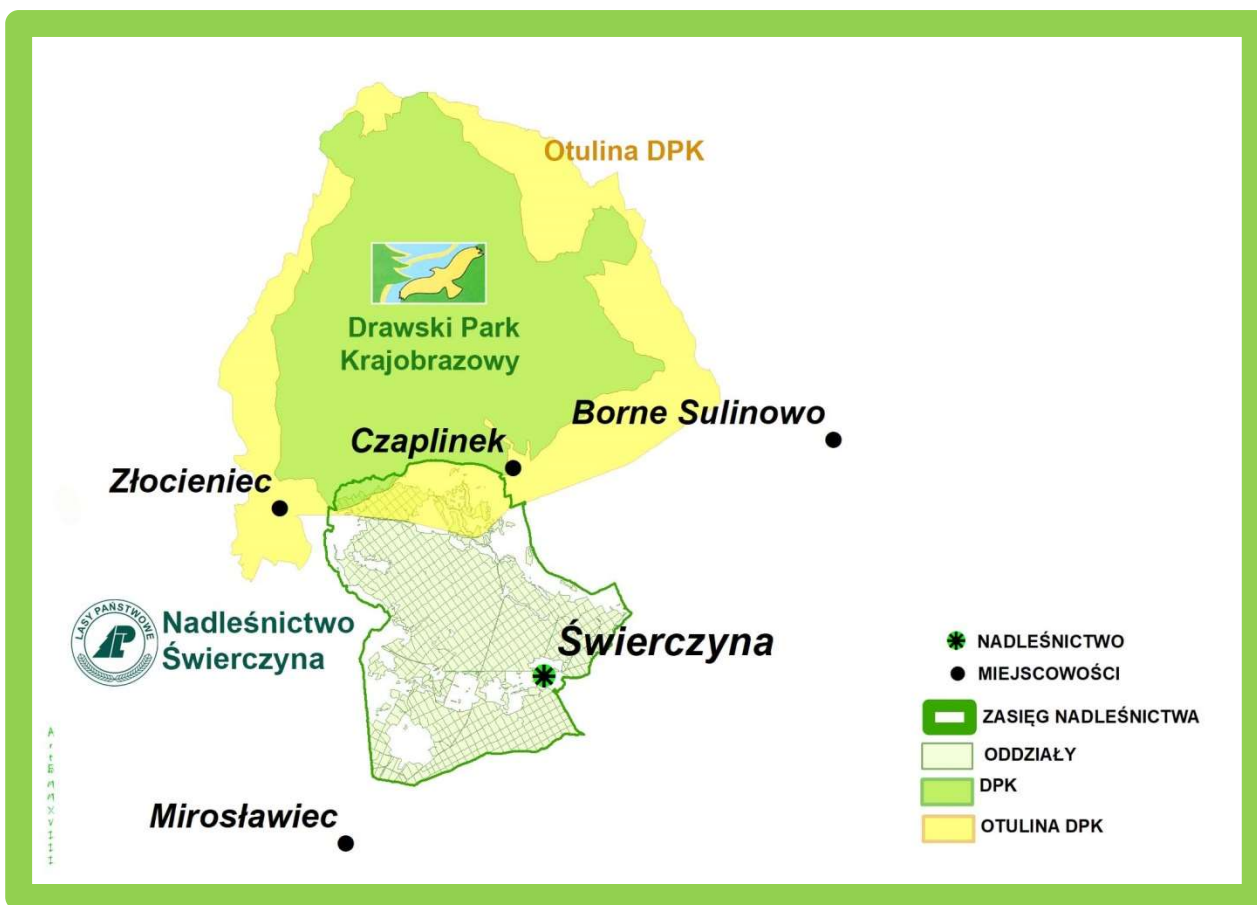 Otulina DPK
Drawski Park
Krajobrazowy
Borne Sulinowo
Czaplinek
Złocieniec
LASY PAŃSTWOWE
Nadleśnictwo
Świerczyna
Świerczyna
NADLEŚNICTWO
MIEJSCOWOŚCI
ZASIĘG NADLEŚNICTWA
ODDZIAŁY
DPK
OTULINA DPK
Mirosławiec